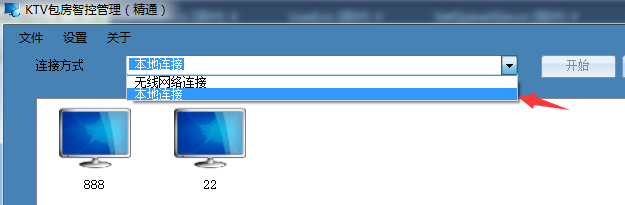 KTV包房智控管理（精通）
文件 设置 关于
连接方式 本地连接 开始
无线网络连接
本地连接
888 22